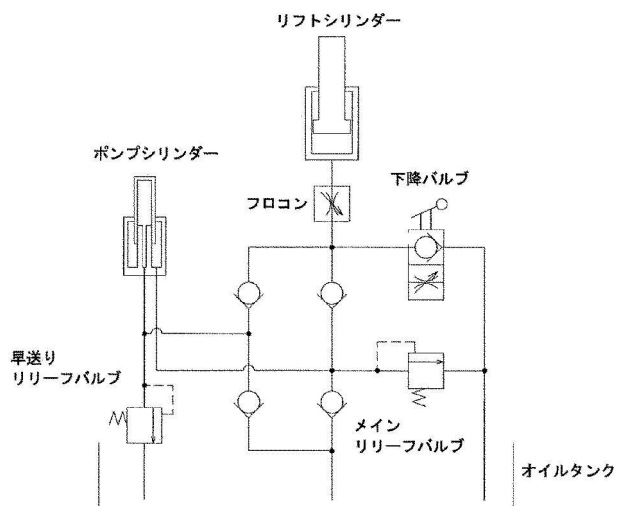 リフトシリンダー
ポンプシリンダー
下降バルブ
フロコン
早送り
リリーフバルブ
メイン
リリーフバルブ
オイルタンク